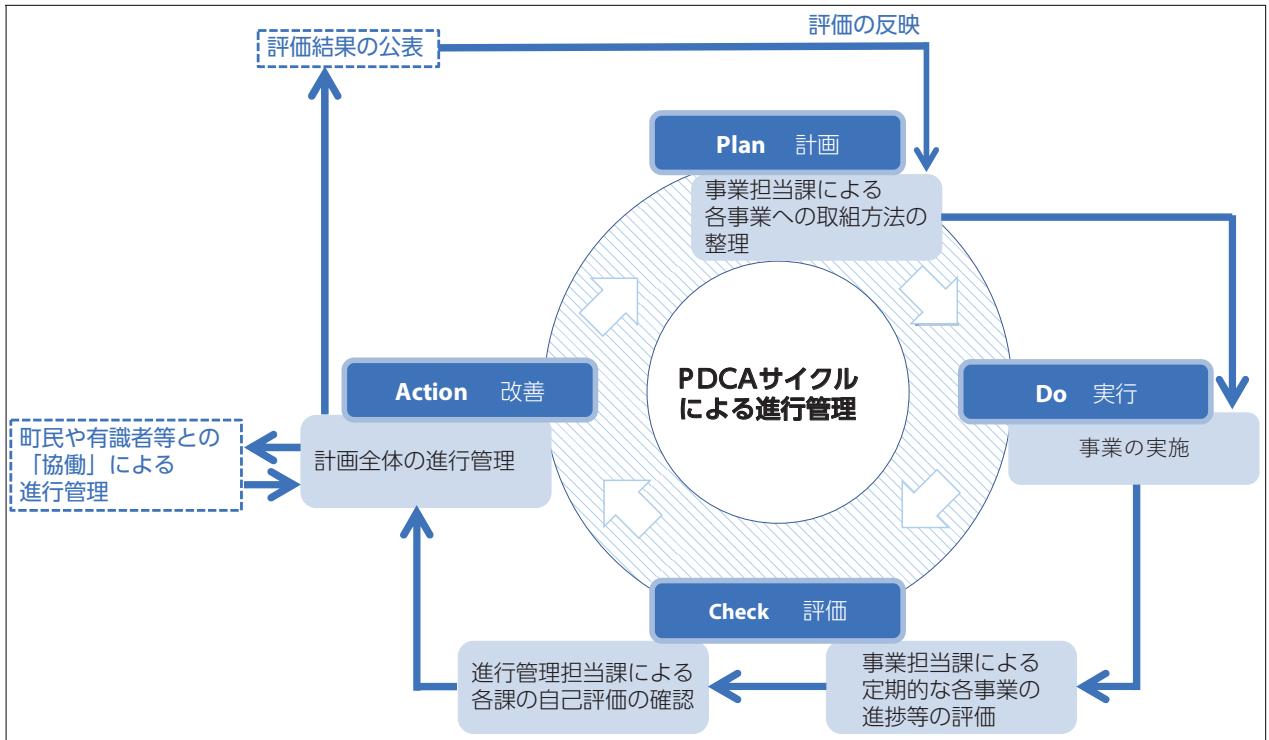 評価の反映
評価結果の公表
Plan 計画
事業担当課による
各事業への取組方法の
整理
PDCAサイクル
による進行管理
Action 改善
計画全体の進行管理
町民や有識者等との
「協働」による
進行管理
Do 実行
事業の実施
Check 評価
進行管理担当課による
各課の自己評価の確認
事業担当課による
定期的な各事業の
進捗等の評価